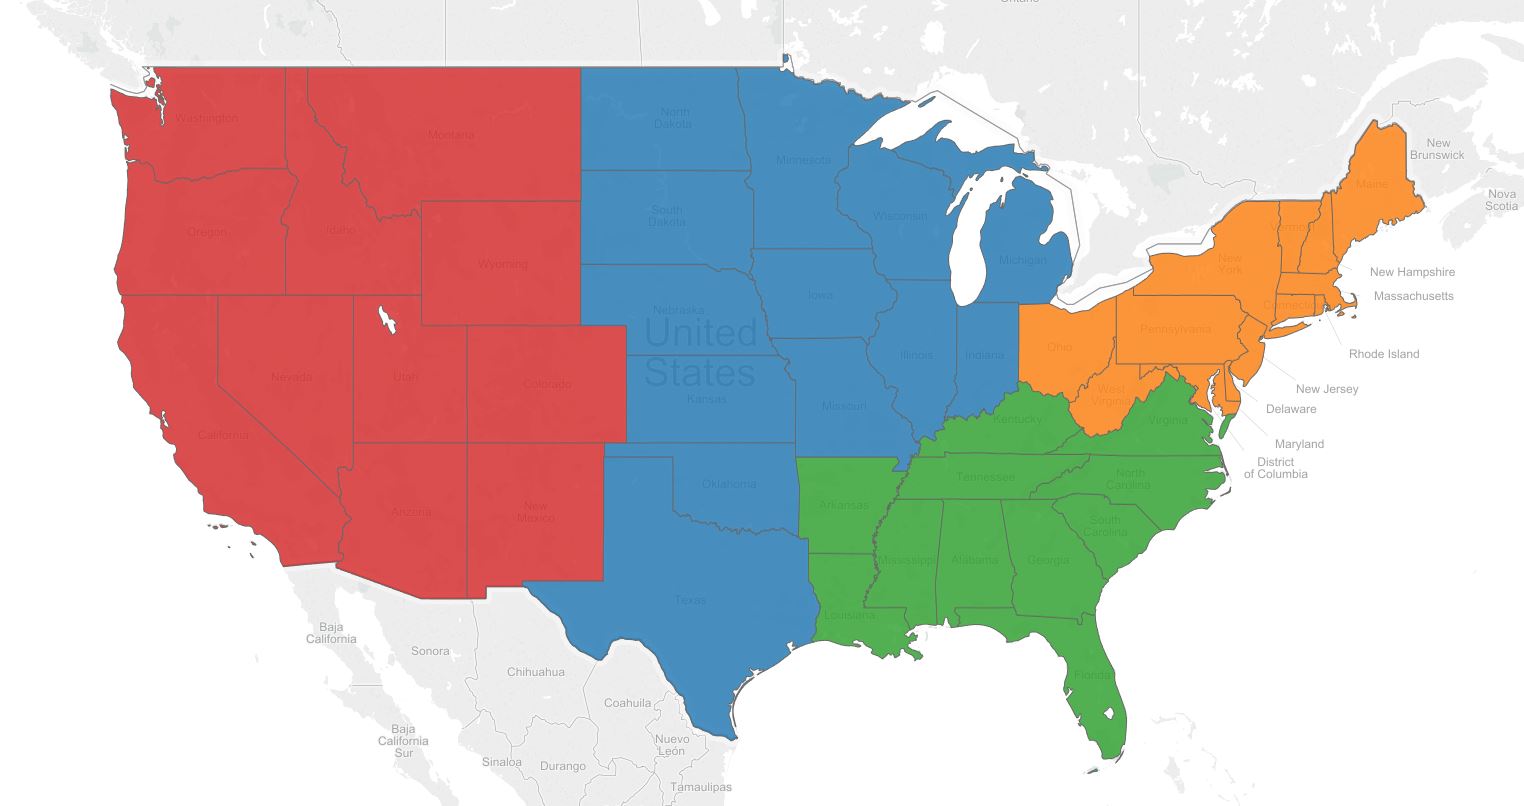 Ontario
Washington
Montana
North
Dakota
Minnesota
New
Brunswick
Maine
Nova
Scotia
Oregon
Idaho
South
Dakota
Wisconsin
Vermont
Wyoming
Michigan
New
York
New Hampshire
Massachusetts
Iowa
Nebraska
Connecticut
United
States
Pennsylvania
Ohio
Illinois
Indiana
Rhode Island
Nevada
Utah
Colorado
Kansas
West
Virginia
New Jersey
Missouri
Delaware
California
Kentucky
Virginia
Maryland
District
of Columbia
Oklahoma
Tennessee
North
Carolina
Arizona
New
Mexico
Arkansas
South
Carolina
Mississippi
Alabama
Georgia
Texas
Louisiana
Baja
California
Sonora
Chihuahua
Florida
Coahuila
Baja
California
Sur
Nuevo
León
Sinaloa
Durango
Tamaulipas